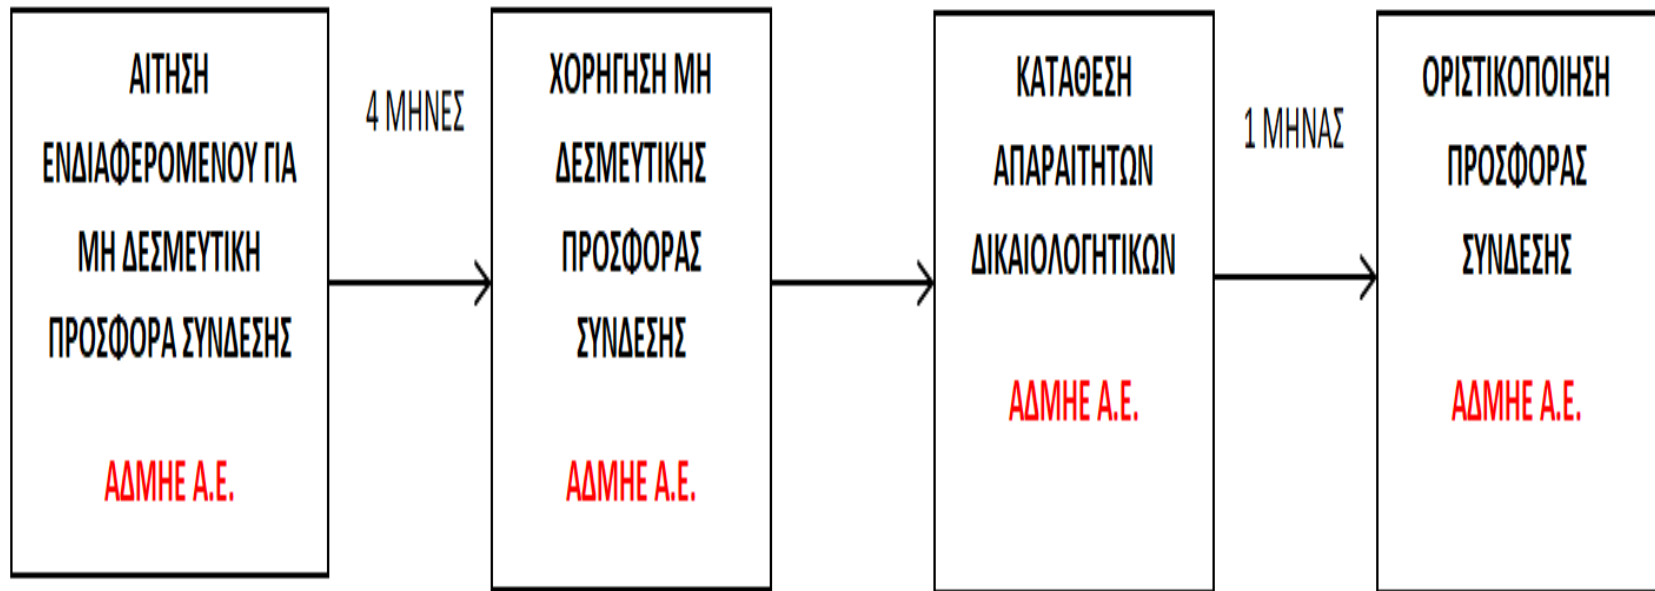 ΑΙΤΗΣΗ
ΕΝΔΙΑΦΕΡΟΜΕΝΟΥ ΓΙΑ
ΜΗ ΔΕΣΜΕΥΤΙΚΗ
ΠΡΟΣΦΟΡΑ ΣΥΝΔΕΣΗΣ
ΑΔΜΗΕ Α.Ε.
4 ΜΗΝΕΣ
ΧΟΡΗΓΗΣΗ ΜΗ
ΔΕΣΜΕΥΤΙΚΗΣ
ΠΡΟΣΦΟΡΑΣ
ΣΥΝΔΕΣΗΣ
ΑΔΜΗΕ Α.Ε.
ΚΑΤΑΘΕΣΗ
ΑΠΑΡΑΙΤΗΤΩΝ
ΔΙΚΑΙΟΛΟΓΗΤΙΚΩΝ
ΑΔΜΗΕ Α.Ε.
1 ΜΗΝΑΣ
ΟΡΙΣΤΙΚΟΠΟΙΗΣΗ
ΠΡΟΣΦΟΡΑΣ
ΣΥΝΔΕΣΗΣ
ΑΔΜΗΕ Α.Ε.